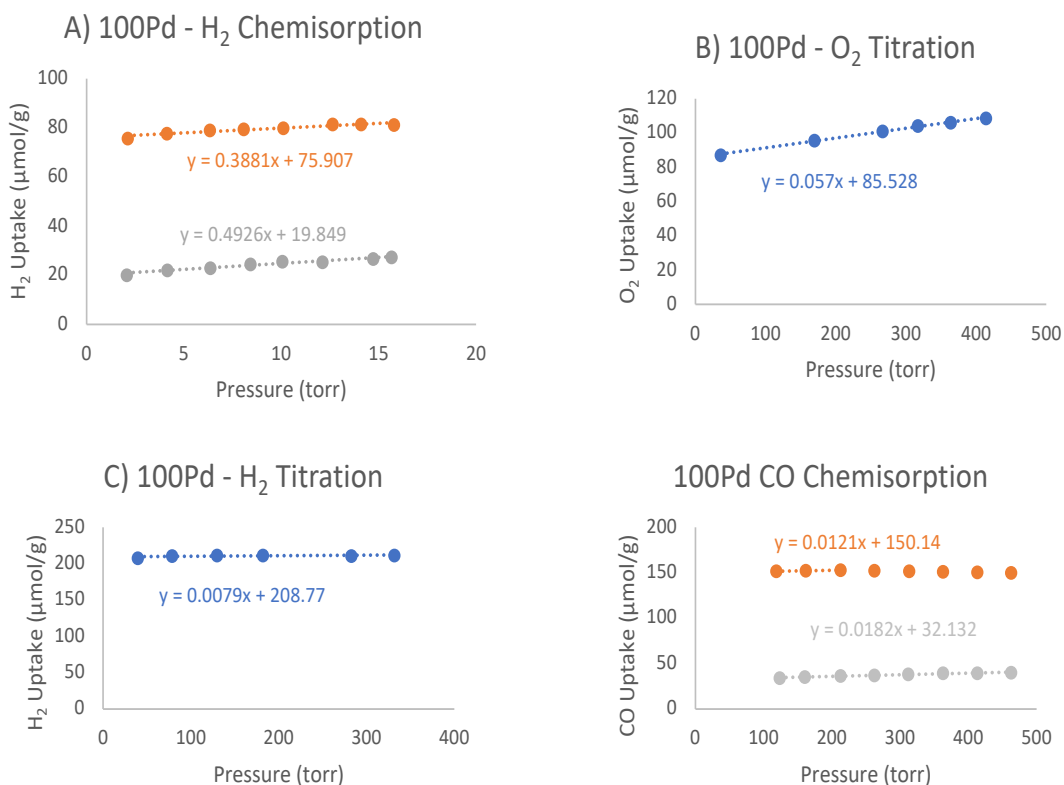 A) 100Pd - H₂ Chemisorption
H₂ Uptake (µmol/g)
100
80
60
40
20
0
y = 0.3881x + 75.907
y = 0.4926x + 19.849
0 5 10 15 20
Pressure (torr)
B) 100Pd - O₂ Titration
O₂ Uptake (µmol/g)
120
100
80
60
40
20
0
y = 0.057x + 85.528
0 100 200 300 400 500
Pressure (torr)
C) 100Pd - H₂ Titration
H₂ Uptake (µmol/g)
250
200
150
100
50
0
y = 0.0079x + 208.77
0 100 200 300 400
Pressure (torr)
100Pd CO Chemisorption
CO Uptake (µmol/g)
200
150
100
50
0
y = 0.0121x + 150.14
y = 0.0182x + 32.132
0 100 200 300 400 500
Pressure (torr)